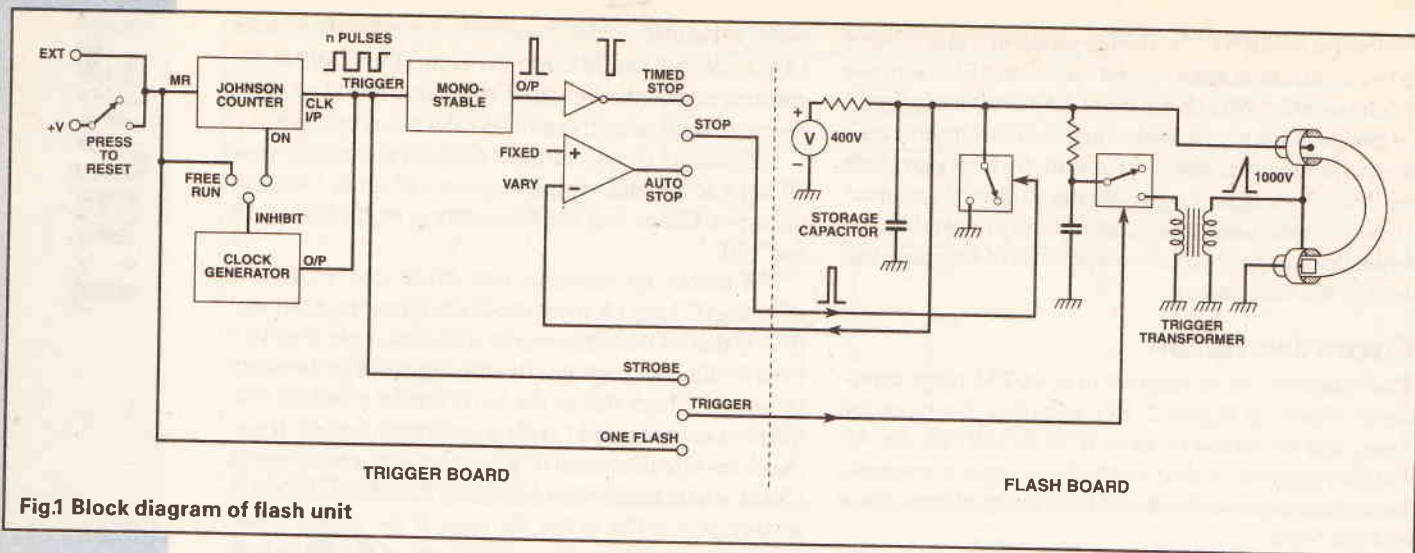 n PULSES
EXT
+V
PRESS
TO
RESET
MR
JOHNSON
COUNTER
CLK
I/P
ON
FREE
RUN
INHIBIT
CLOCK
GENERATOR
O/P
TRIGGER
MONO-
STABLE
O/P
TIMED
STOP
STOP
FIXED
+
VARY
−
AUTO
STOP
STROBE
TRIGGER
ONE FLASH
TRIGGER BOARD
+
V
−
400V
STORAGE
CAPACITOR
1000V
TRIGGER
TRANSFORMER
FLASH BOARD
Fig.1 Block diagram of flash unit